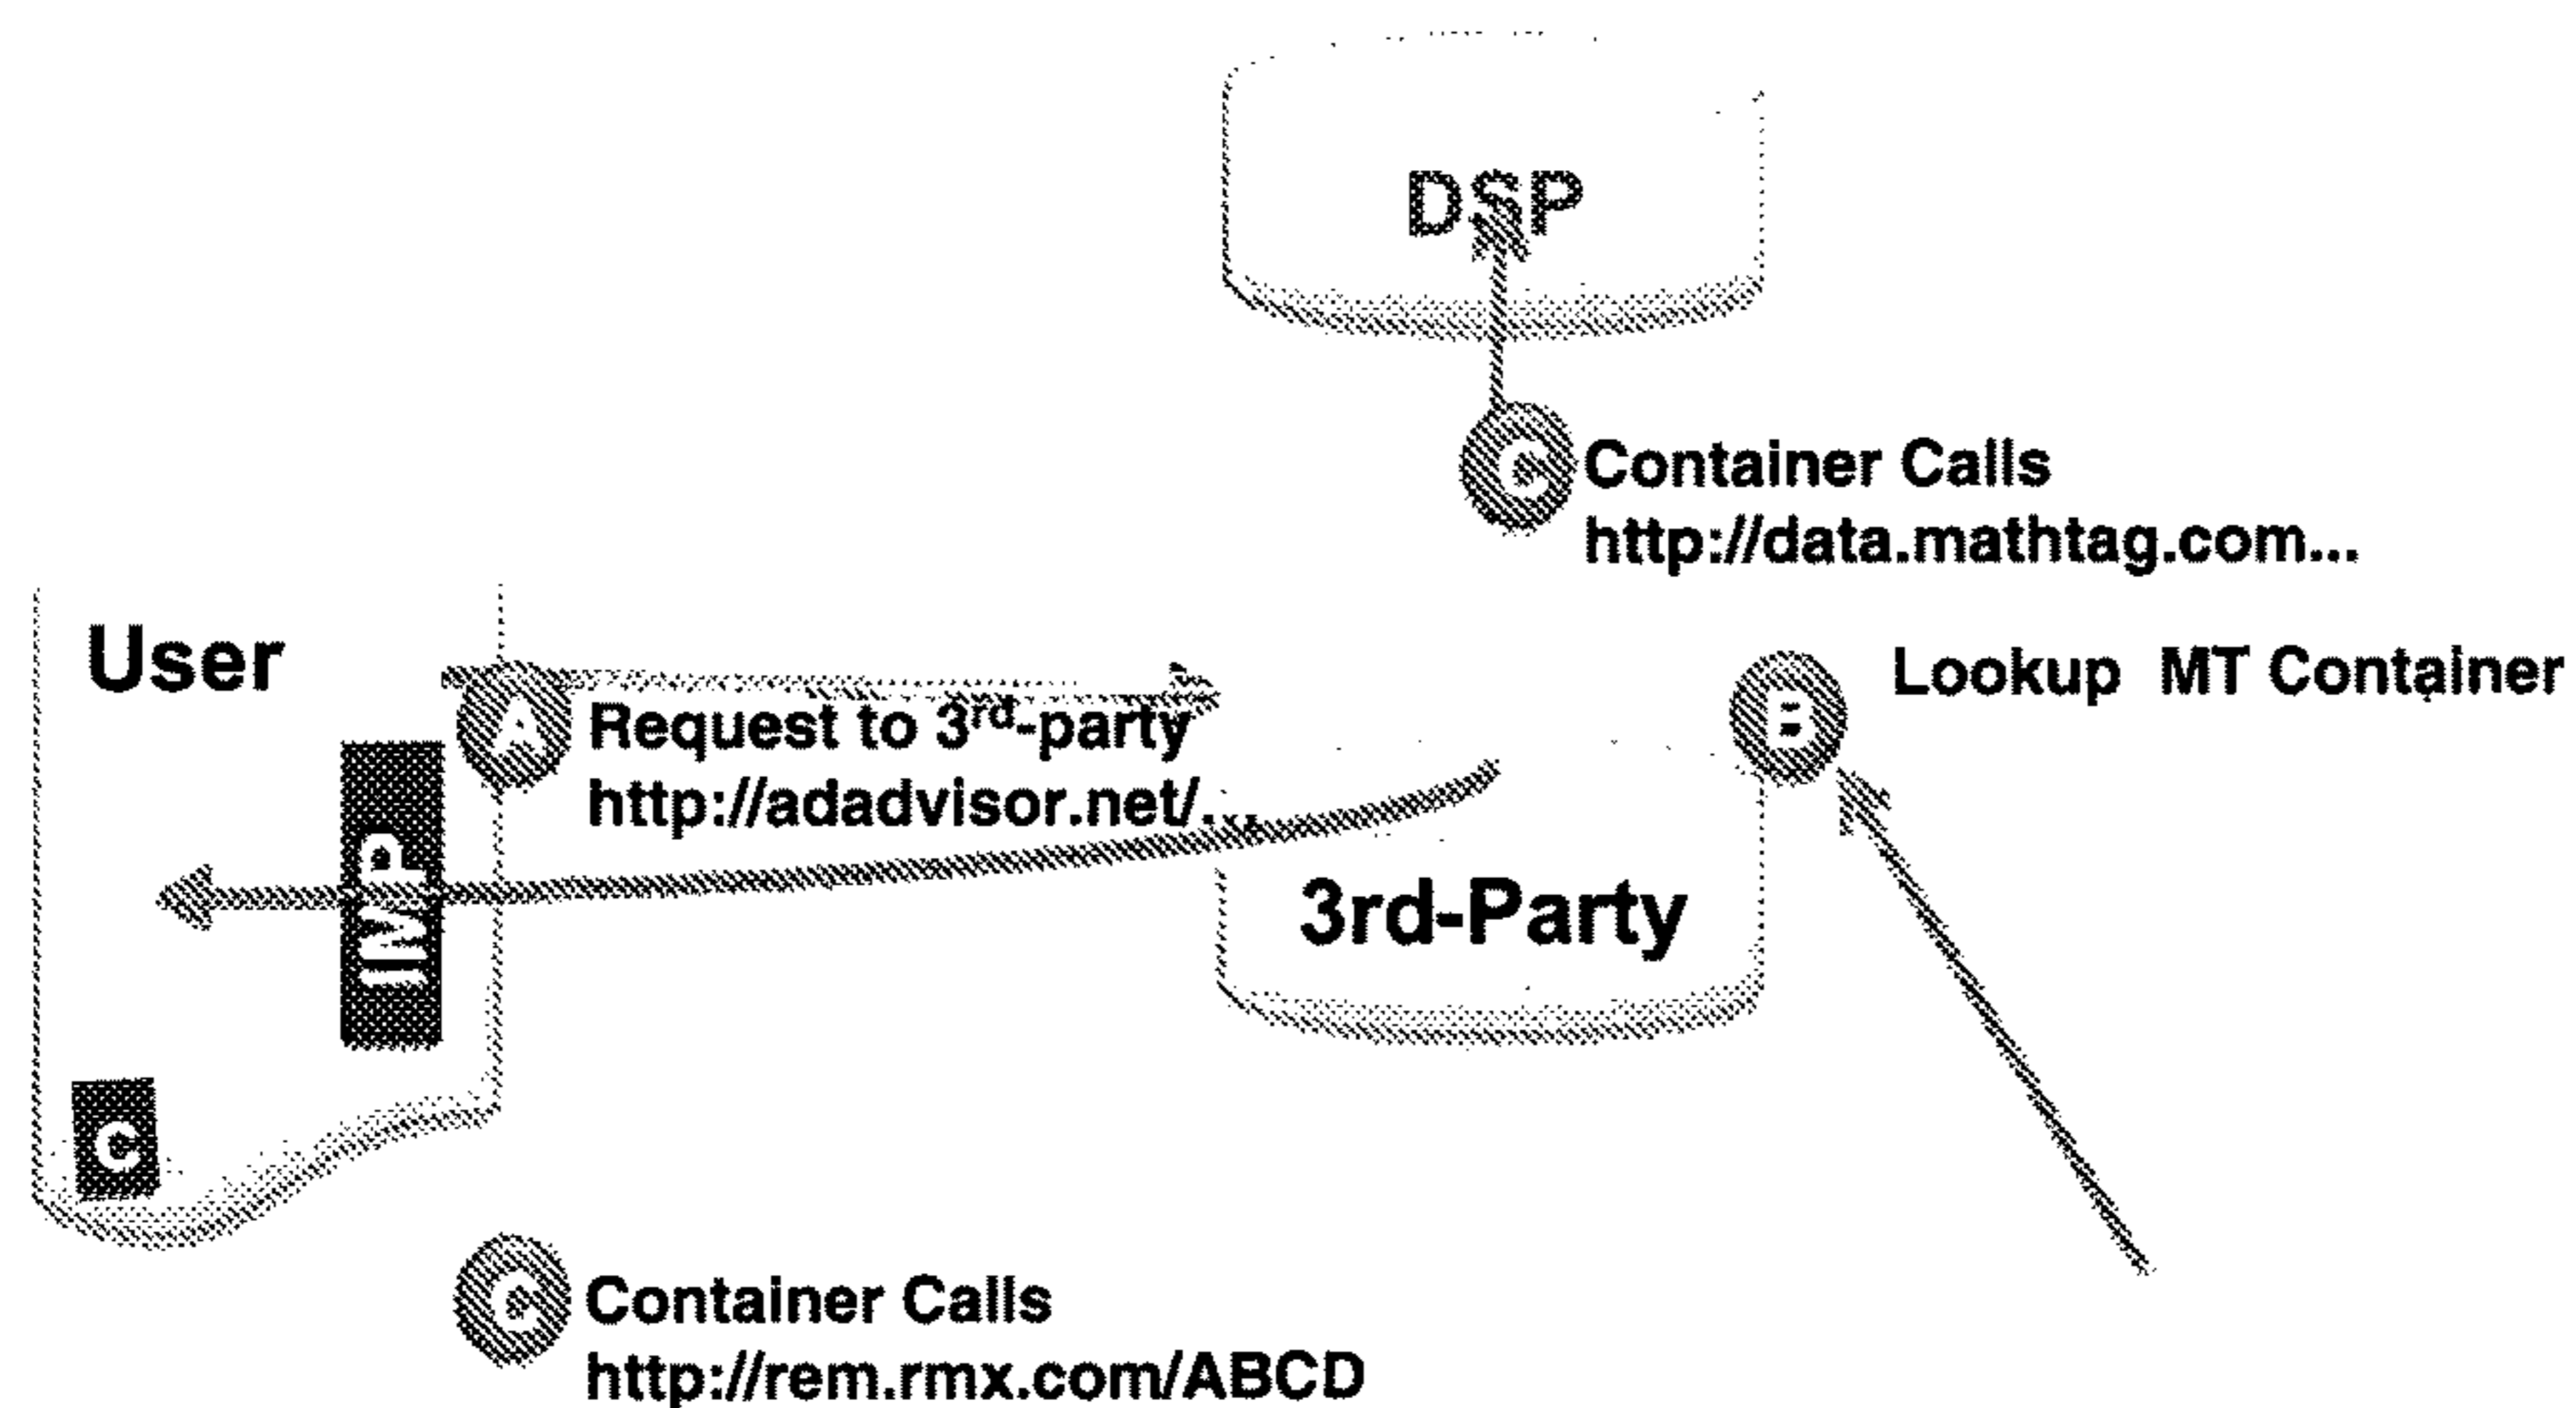 DSP
C Container Calls
http://data.mathtag.com...
User
A Request to 3rd-party
http://adadvisor.net/...
B Lookup MT Container
IMP
3rd-Party
C
C Container Calls
http://rem.rmx.com/ABCD